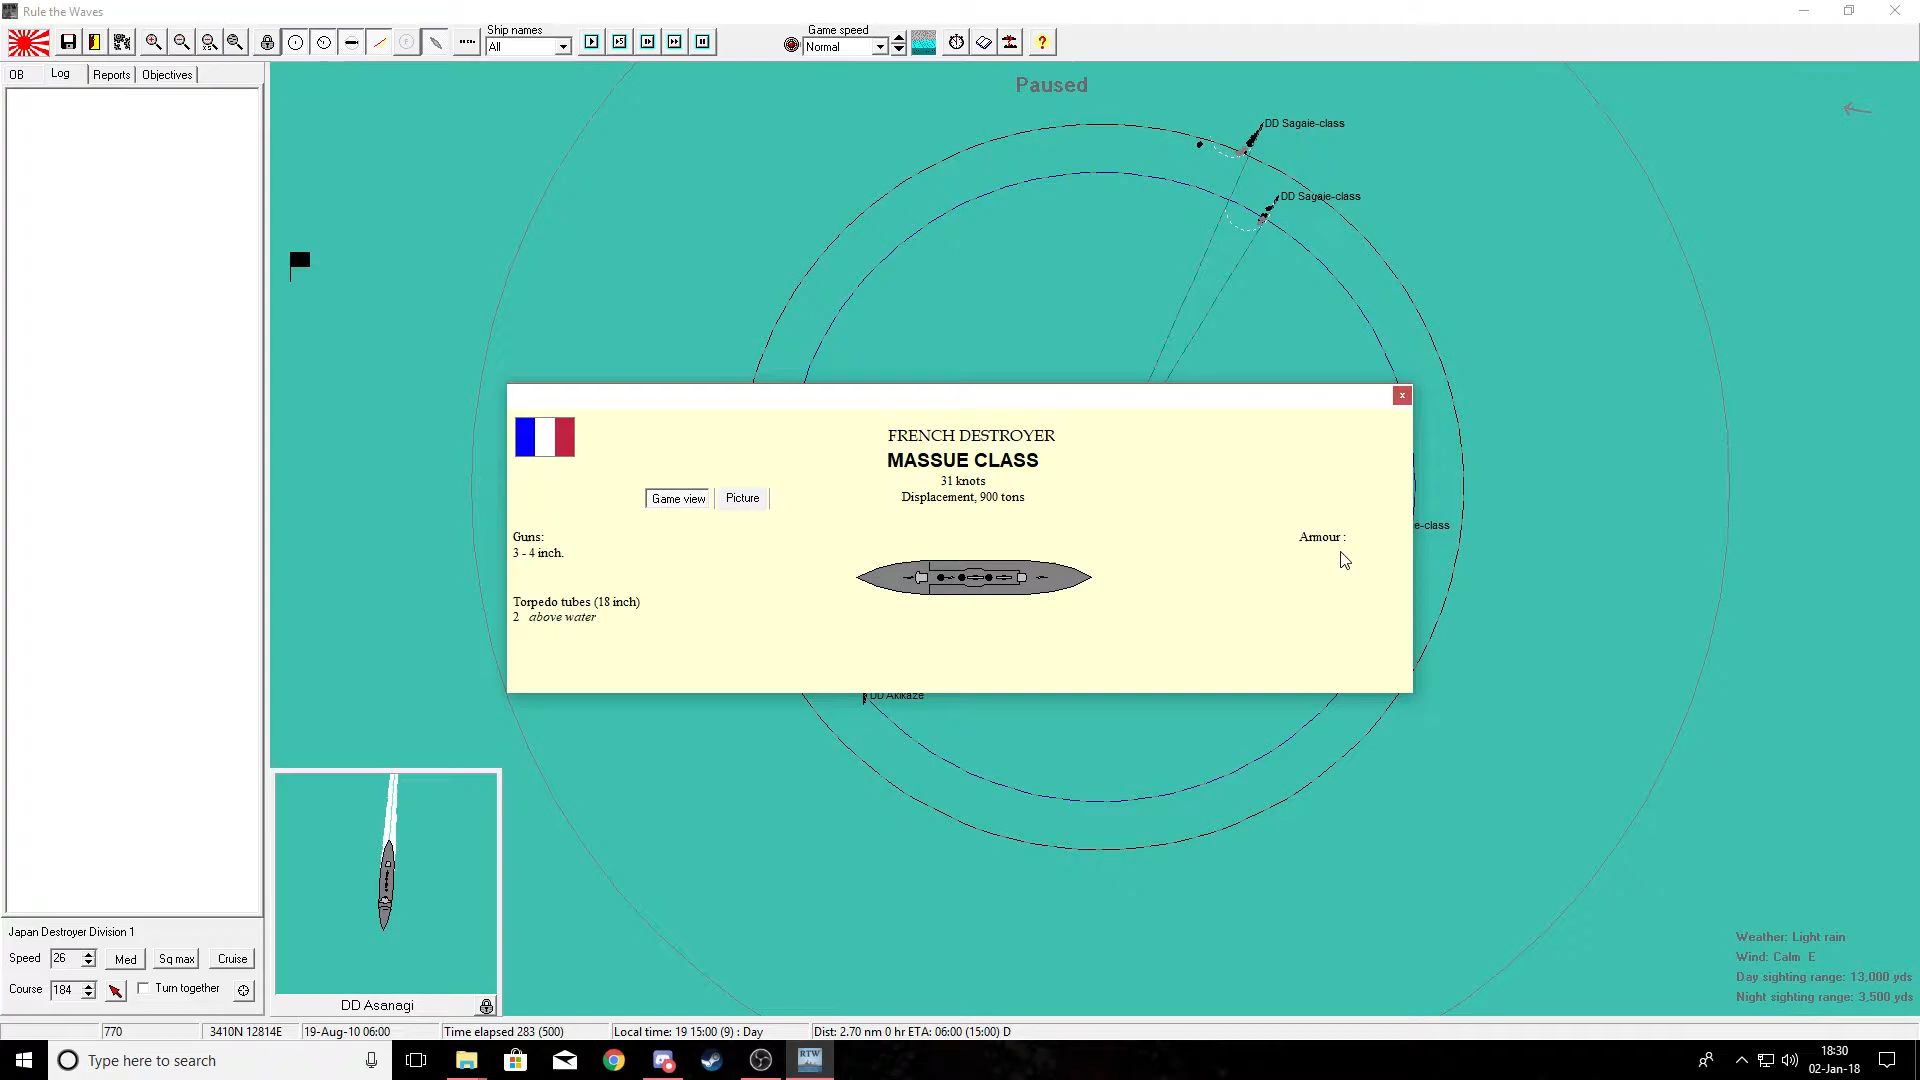 Rule the Waves
Ship names
All
Game speed
Normal
?
OB
Log
Reports
Objectives
Paused
DD Sagaie-class
DD Sagaie-class
x
FRENCH DESTROYER
MASSUE CLASS
31 knots
Displacement, 900 tons
Game view
Picture
Guns:
3 - 4 inch.
Armour :
e-class
Torpedo tubes (18 inch)
2 above water
DD Akikaze
Japan Destroyer Division 1
Speed
26
Med
Sq max
Cruise
Course
184
Turn together
DD Asanagi
Weather: Light rain
Wind: Calm E
Day sighting range: 13,000 yds
Night sighting range: 3,500 yds
770
3410N 12814E
19-Aug-10 06:00
Time elapsed 283 (500)
Local time: 19 15:00 (9) : Day
Dist: 2.70 nm 0 hr ETA: 06:00 (15:00) D
Type here to search
RTW
18:30
02-Jan-18